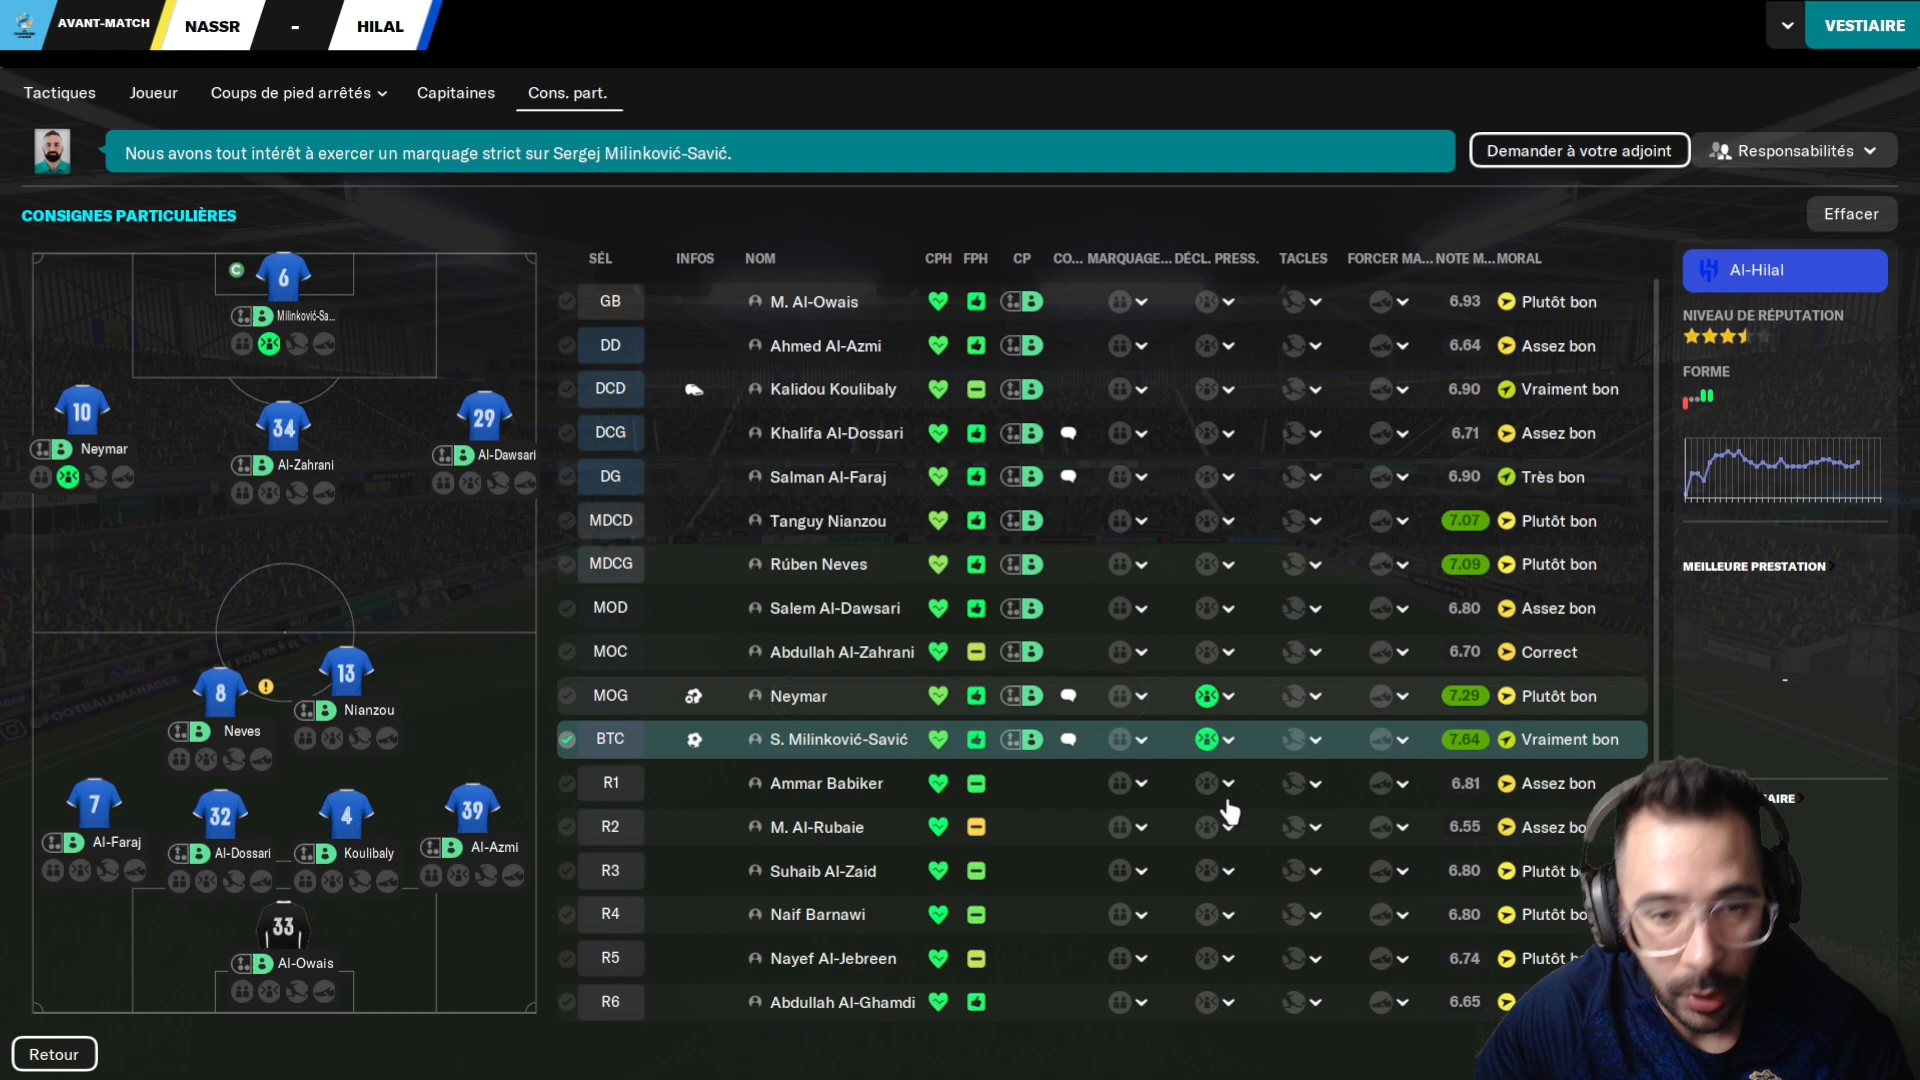 AVANT-MATCH
NASSR
-
HILAL
VESTIAIRE
Tactiques
Joueur
Coups de pied arrêtés
Capitaines
Cons. part.
Nous avons tout intérêt à exercer un marquage strict sur Sergej Milinković-Savić.
Demander à votre adjoint
Responsabilités
CONSIGNES PARTICULIÈRES
Effacer
C
6
Milinković-Sa...
10
Neymar
34
Al-Zahrani
29
Al-Dawsari
8
Neves
13
Nianzou
7
Al-Faraj
32
Al-Dossari
4
Koulibaly
39
Al-Azmi
33
Al-Owais
SÉL INFOS NOM CPH FPH CP CO... MARQUAGE... DÉCL. PRESS. TACLES FORCER MA... NOTE M... MORAL
GB M. Al-Owais 6.93 Plutôt bon
DD Ahmed Al-Azmi 6.64 Assez bon
DCD Kalidou Koulibaly 6.90 Vraiment bon
DCG Khalifa Al-Dossari 6.71 Assez bon
DG Salman Al-Faraj 6.90 Très bon
MDCD Tanguy Nianzou 7.07 Plutôt bon
MDCG Rúben Neves 7.09 Plutôt bon
MOD Salem Al-Dawsari 6.80 Assez bon
MOC Abdullah Al-Zahrani 6.70 Correct
MOG Neymar 7.29 Plutôt bon
BTC S. Milinković-Savić 7.64 Vraiment bon
R1 Ammar Babiker 6.81 Assez bon
R2 M. Al-Rubaie 6.55 Assez bo
R3 Suhaib Al-Zaid 6.80 Plutôt b
R4 Naif Barnawi 6.80 Plutôt bo
R5 Nayef Al-Jebreen 6.74 Plutôt b
R6 Abdullah Al-Ghamdi 6.65
Al-Hilal
NIVEAU DE RÉPUTATION
FORME
MEILLEURE PRESTATION
-
AIRE
Retour